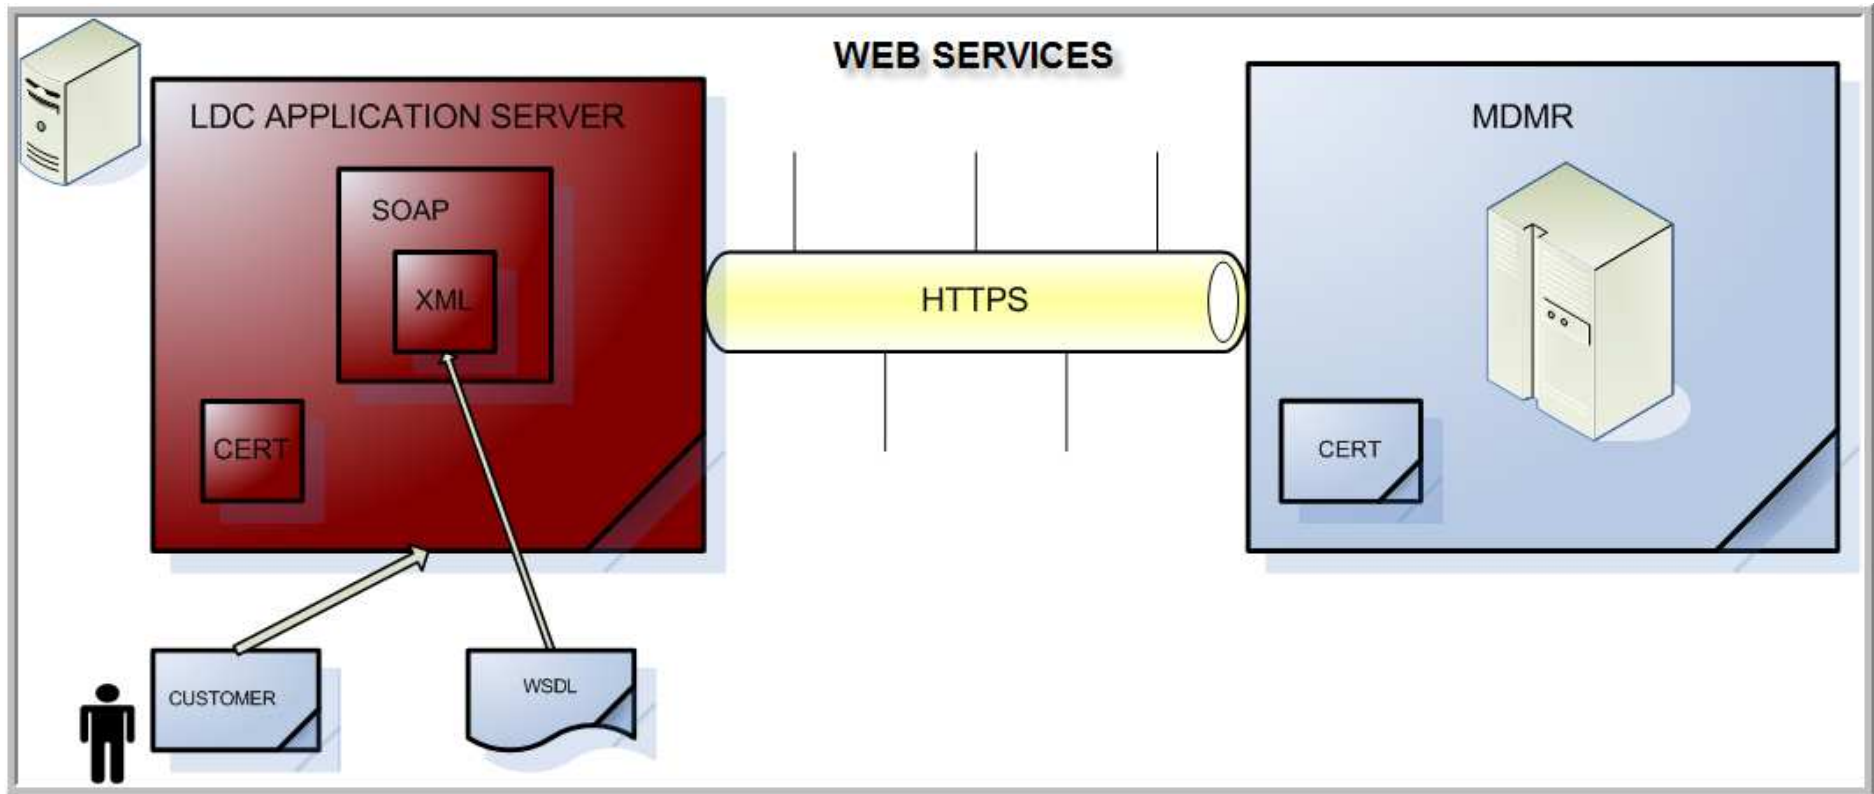 WEB SERVICES
LDC APPLICATION SERVER
MDMR
SOAP
XML
HTTPS
CERT
CERT
CUSTOMER
WSDL